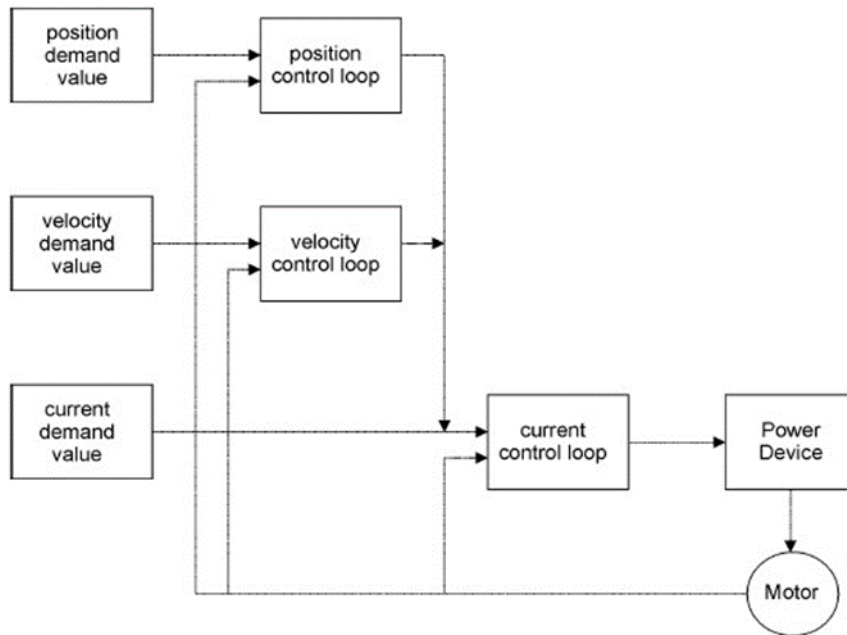 position
demand
value
position
control loop
velocity
demand
value
velocity
control loop
current
demand
value
current
control loop
Power
Device
Motor